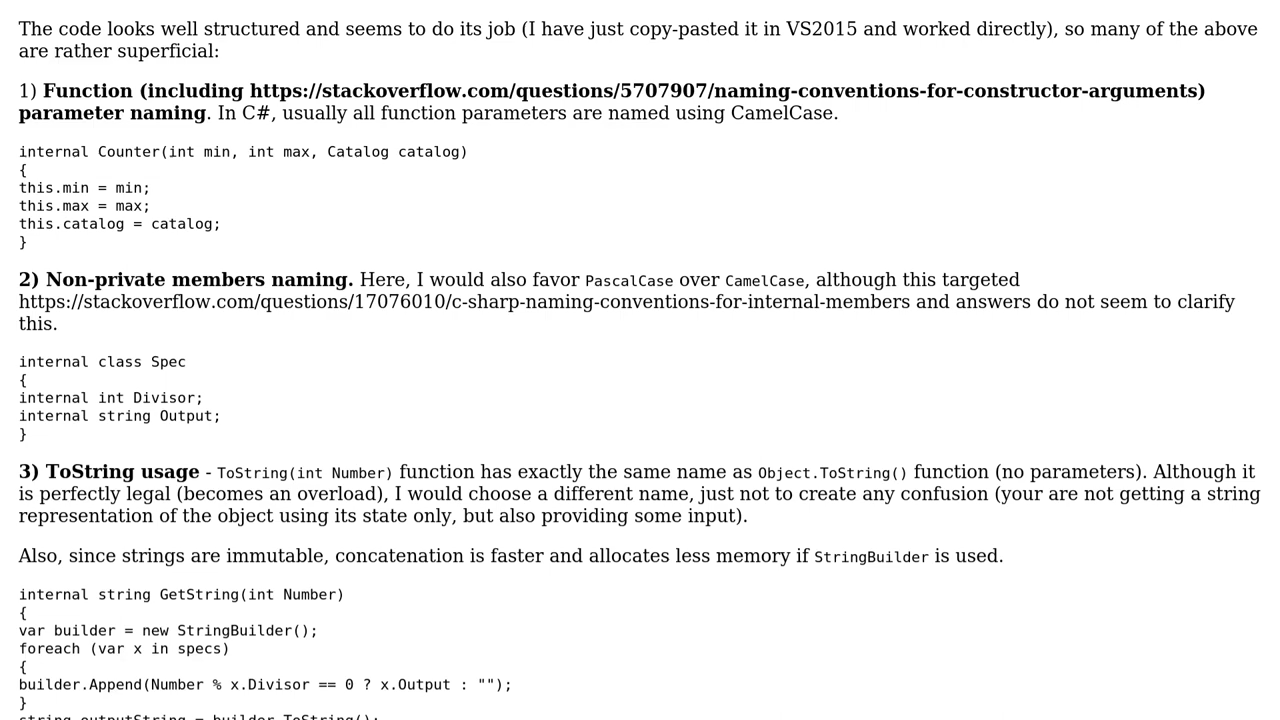 The code looks well structured and seems to do its job (I have just copy-pasted it in VS2015 and worked directly), so many of the above
are rather superficial:
1) Function (including https://stackoverflow.com/questions/5707907/naming-conventions-for-constructor-arguments)
parameter naming. In C#, usually all function parameters are named using CamelCase.
internal Counter(int min, int max, Catalog catalog)
{
this.min = min;
this.max = max;
this.catalog = catalog;
}
2) Non-private members naming. Here, I would also favor PascalCase over CamelCase, although this targeted
https://stackoverflow.com/questions/17076010/c-sharp-naming-conventions-for-internal-members and answers do not seem to clarify
this.
internal class Spec
{
internal int Divisor;
internal string Output;
}
3) ToString usage - ToString(int Number) function has exactly the same name as Object.ToString() function (no parameters). Although it
is perfectly legal (becomes an overload), I would choose a different name, just not to create any confusion (your are not getting a string
representation of the object using its state only, but also providing some input).
Also, since strings are immutable, concatenation is faster and allocates less memory if StringBuilder is used.
internal string GetString(int Number)
{
var builder = new StringBuilder();
foreach (var x in specs)
{
builder.Append(Number % x.Divisor == 0 ? x.Output : "");
}
string outputString = builder.ToString();